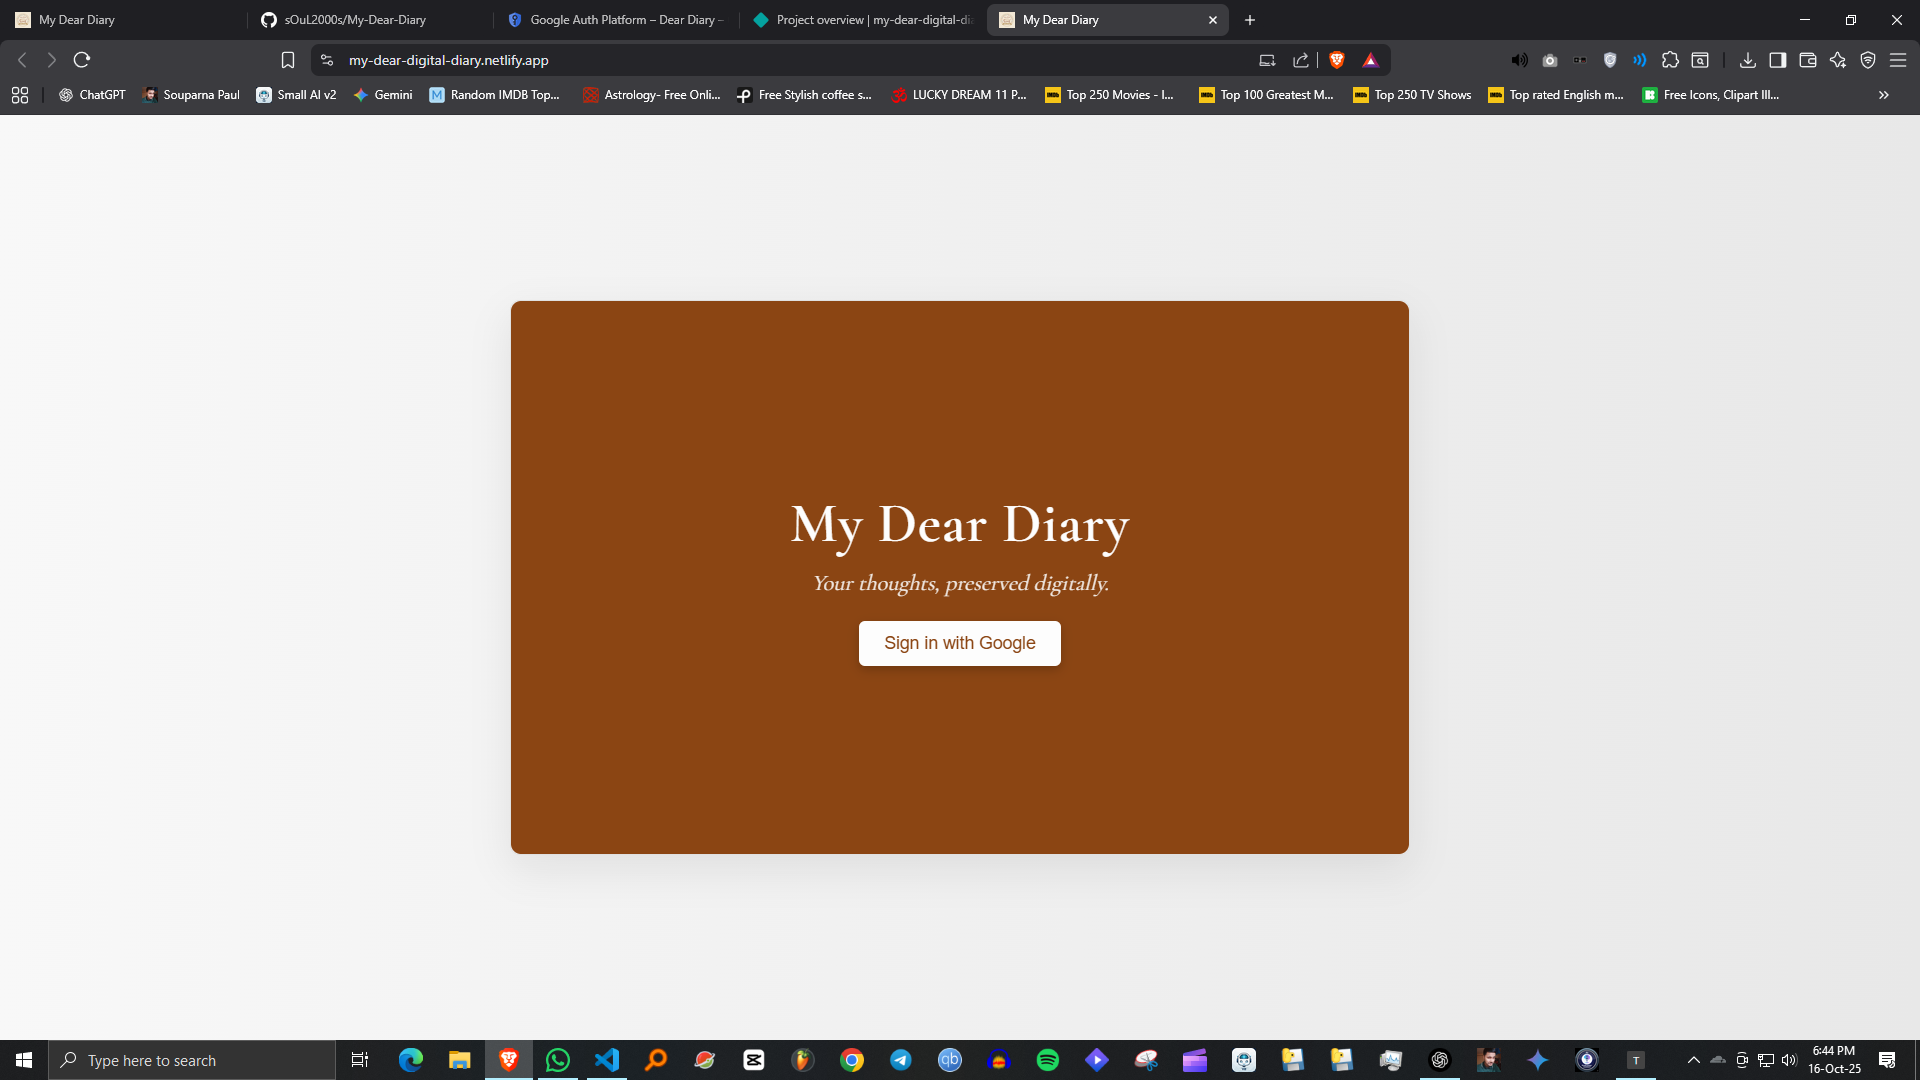 My Dear Diary
sOuL2000s/My-Dear-Diary
Google Auth Platform – Dear Diary –
Project overview | my-dear-digital-dia
My Dear Diary
my-dear-digital-diary.netlify.app
ChatGPT
Souparna Paul
Small AI v2
Gemini
Random IMDB Top...
Astrology- Free Onli...
Free Stylish coffee s...
LUCKY DREAM 11 P...
Top 250 Movies - I...
Top 100 Greatest M...
Top 250 TV Shows
Top rated English m...
Free Icons, Clipart Ill...
My Dear Diary
Your thoughts, preserved digitally.
Sign in with Google
Type here to search
qb
T
6:44 PM
16-Oct-25